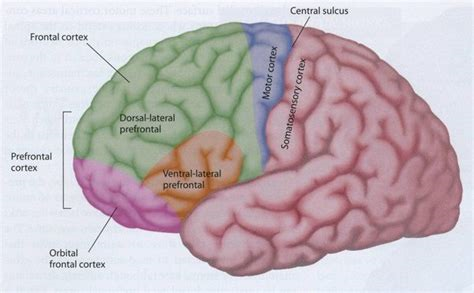 Central sulcus
Frontal cortex
Motor cortex
Somatosensory cortex
Dorsal-lateral
prefrontal
Prefrontal
cortex
Ventral-lateral
prefrontal
Orbital
frontal cortex